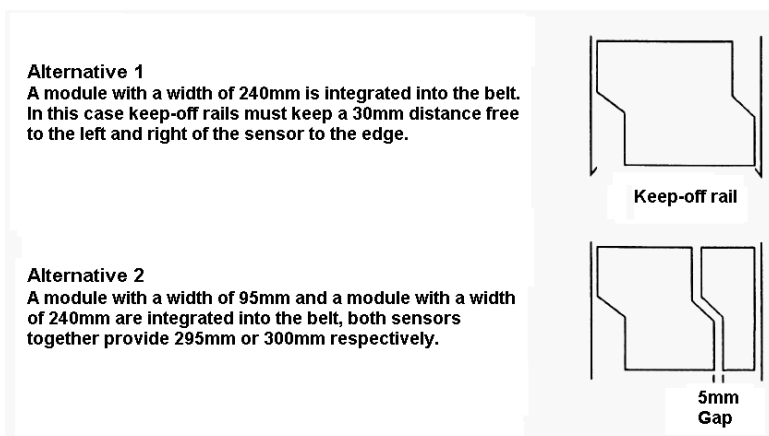 Alternative 1
A module with a width of 240mm is integrated into the belt.
In this case keep-off rails must keep a 30mm distance free
to the left and right of the sensor to the edge.
Keep-off rail
Alternative 2
A module with a width of 95mm and a module with a width
of 240mm are integrated into the belt, both sensors
together provide 295mm or 300mm respectively.
5mm
Gap